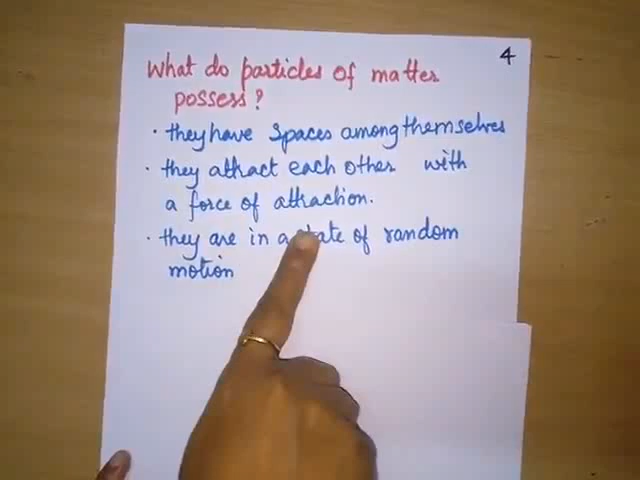 4
What do particles of matter
possess?
· they have spaces among themselves
· they attract each other with
a force of attraction.
· they are in a state of random
motion